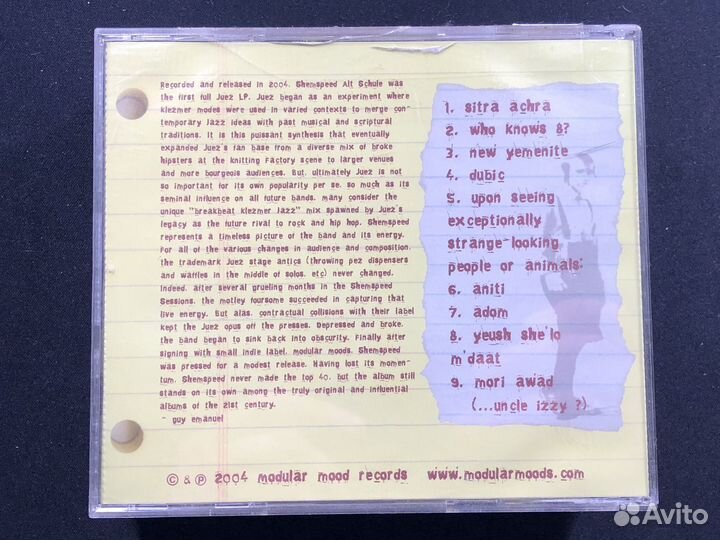 Recorded and released in 2004. Shemspeed Alt Schule was
the first full Juez LP. Juez began as an experiment where
klezmer modes were used in varied contexts to merge con-
temporary Jazz ideas with past musical and scriptural
traditions. It is this puissant synthesis that eventually
expanded Juez's fan base from a diverse mix of broke
hipsters at the knitting Factory scene to larger venues
and more bourgeois audiences. But, ultimately Juez is not
so important for its own popularity per se, so much as its
seminal influence on all future bands. many consider the
unique "breakbeat klezmer Jazz" mix spawned by Juez's
legacy as the future rival to rock and hip hop. Shemspeed
represents a timeless picture of the band and its energy.
For all of the various changes in audience and composition,
the trademark Juez stage antics (throwing pez dispensers
and waffles in the middle of solos, etc) never changed.
Indeed, after several grueling months in the Shemspeed
Sessions, the motley foursome succeeded in capturing that
live energy. But alas, contractual collisions with their label
kept the Juez opus off the presses. Depressed and broke,
the band began to sink back into obscurity. Finally after
signing with small indie label, modular moods, Shemspeed
was pressed for a modest release. Having lost its momen-
tum, Shemspeed never made the top 40, but the album still
stands on its own among the truly original and influential
albums of the 21st century.
- guy emanuel
1. sitra achra
2. who knows 8?
3. new yemenite
4. dubic
5. upon seeing
exceptionally
strange-looking
people or animals:
6. aniti
7. adom
8. yeush she'lo
m'daat
9. mori awad
(...uncle izzy ?)
© & ℗ 2004 modular mood records www.modularmoods.com
Avito